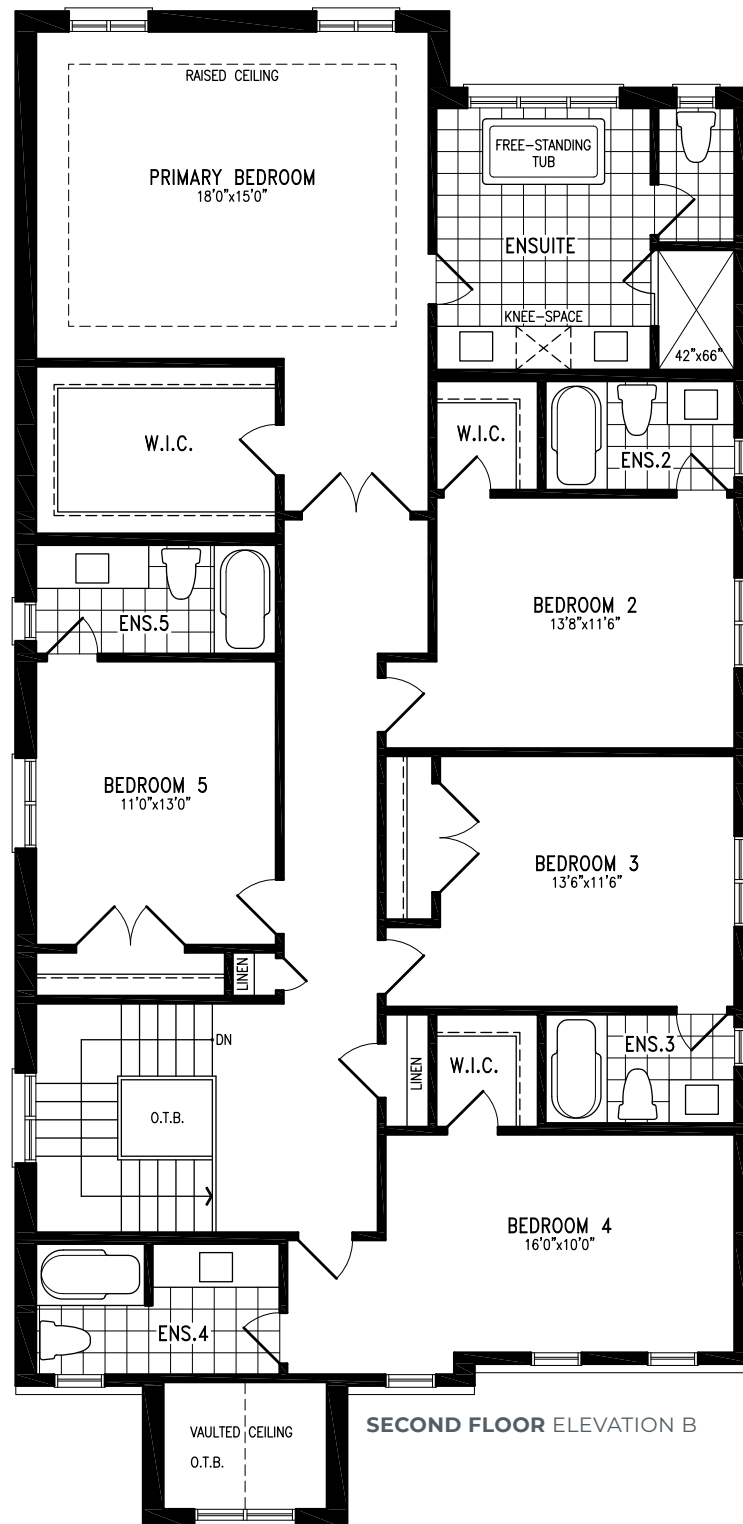 RAISED CEILING
PRIMARY BEDROOM
18'0"x15'0"
FREE-STANDING
TUB
ENSUITE
KNEE-SPACE
42"x66"
W.I.C.
W.I.C.
ENS.2
ENS.5
BEDROOM 2
13'8"x11'6"
BEDROOM 5
11'0"x13'0"
BEDROOM 3
13'6"x11'6"
LINEN
DN
O.T.B.
LINEN
W.I.C.
ENS.3
BEDROOM 4
16'0"x10'0"
ENS.4
VAULTED CEILING
O.T.B.
SECOND FLOOR ELEVATION B